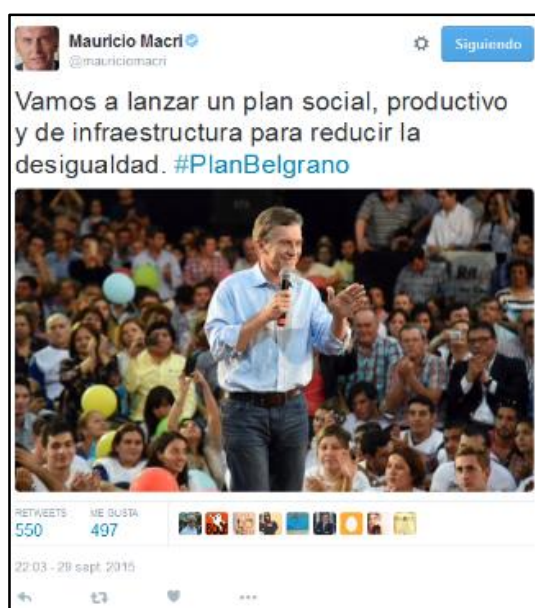 Mauricio Macri
@mauriciomacri
Siguiendo
Vamos a lanzar un plan social, productivo
y de infraestructura para reducir la
desigualdad. #PlanBelgrano
RETWEETS ME GUSTA
550 497
22:03 - 29 sept. 2015